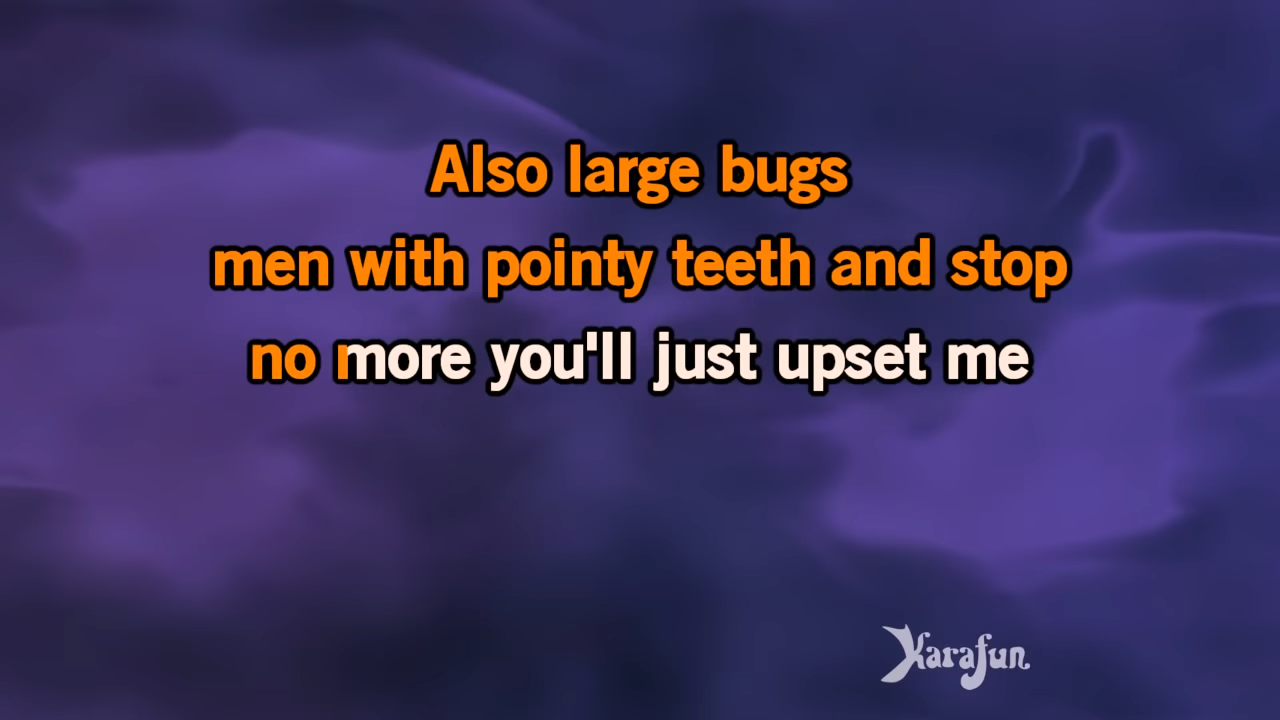 Also large bugs
men with pointy teeth and stop
no more you'll just upset me
Karafun